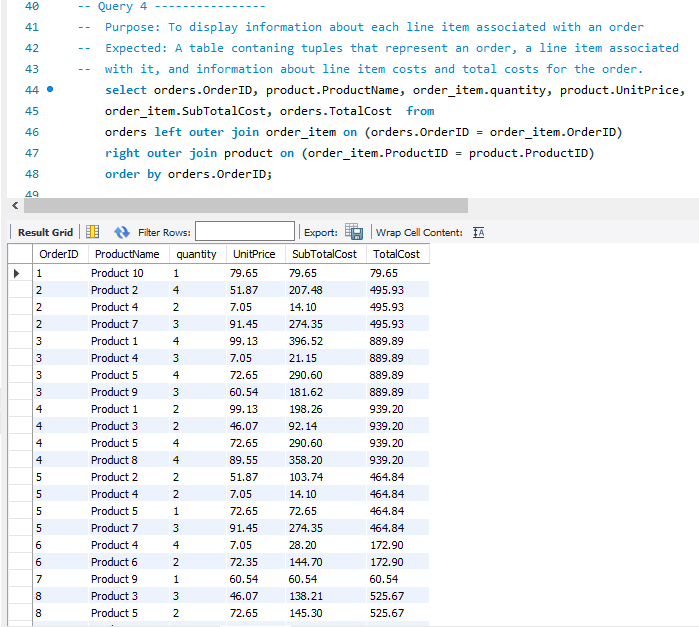 40 -- Query 4 ----------------
41 -- Purpose: To display information about each line item associated with an order
42 -- Expected: A table contaning tuples that represent an order, a line item associated
43 -- with it, and information about line item costs and total costs for the order.
44 select orders.OrderID, product.ProductName, order_item.quantity, product.UnitPrice,
45 order_item.SubTotalCost, orders.TotalCost from
46 orders left outer join order_item on (orders.OrderID = order_item.OrderID)
47 right outer join product on (order_item.ProductID = product.ProductID)
48 order by orders.OrderID;
49
Result Grid Filter Rows: Export: Wrap Cell Content:
OrderID ProductName quantity UnitPrice SubTotalCost TotalCost
1 Product 10 1 79.65 79.65 79.65
2 Product 2 4 51.87 207.48 495.93
2 Product 4 2 7.05 14.10 495.93
2 Product 7 3 91.45 274.35 495.93
3 Product 1 4 99.13 396.52 889.89
3 Product 4 3 7.05 21.15 889.89
3 Product 5 4 72.65 290.60 889.89
3 Product 9 3 60.54 181.62 889.89
4 Product 1 2 99.13 198.26 939.20
4 Product 3 2 46.07 92.14 939.20
4 Product 5 4 72.65 290.60 939.20
4 Product 8 4 89.55 358.20 939.20
5 Product 2 2 51.87 103.74 464.84
5 Product 4 2 7.05 14.10 464.84
5 Product 5 1 72.65 72.65 464.84
5 Product 7 3 91.45 274.35 464.84
6 Product 4 4 7.05 28.20 172.90
6 Product 6 2 72.35 144.70 172.90
7 Product 9 1 60.54 60.54 60.54
8 Product 3 3 46.07 138.21 525.67
8 Product 5 2 72.65 145.30 525.67